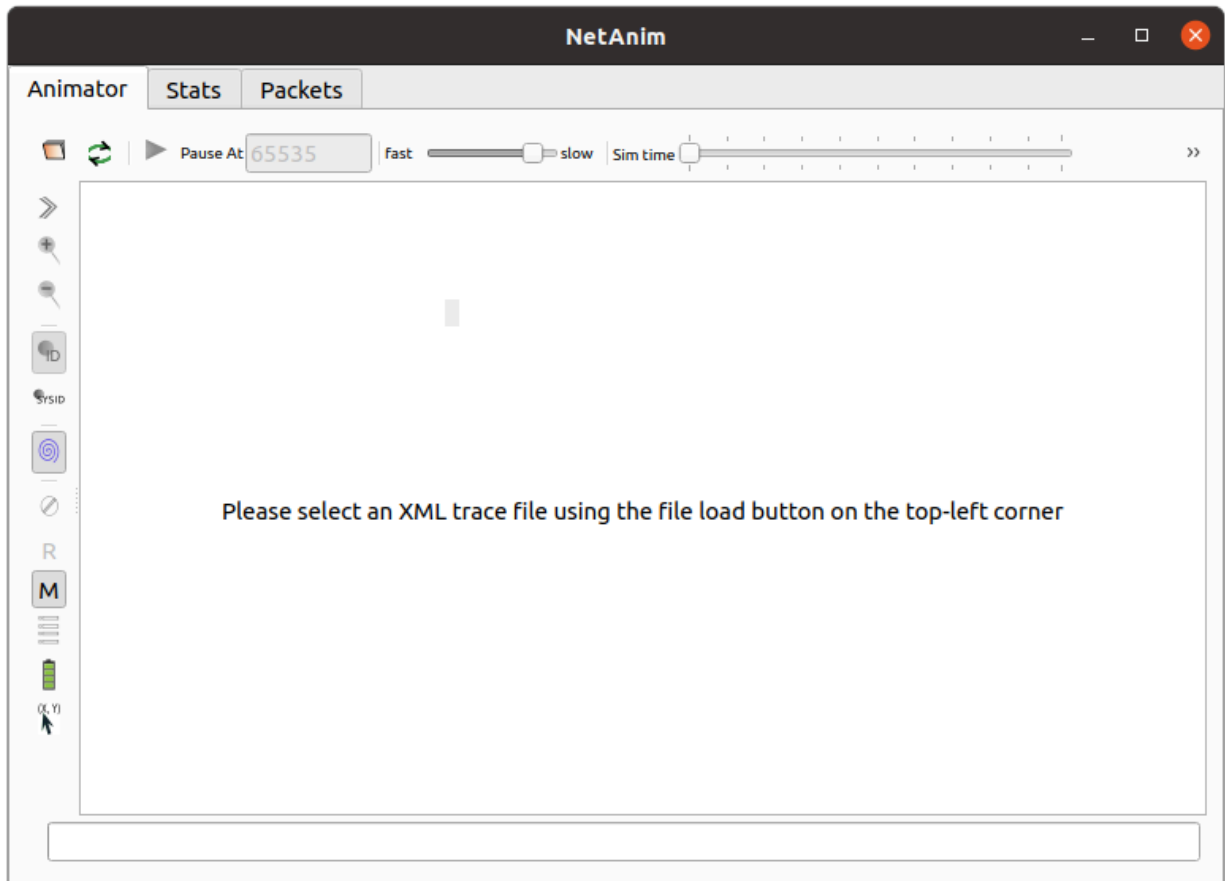 NetAnim
Animator Stats Packets
Pause At 65535 fast slow Sim time
ID
SYSID
R
M
(X, Y)
Please select an XML trace file using the file load button on the top-left corner